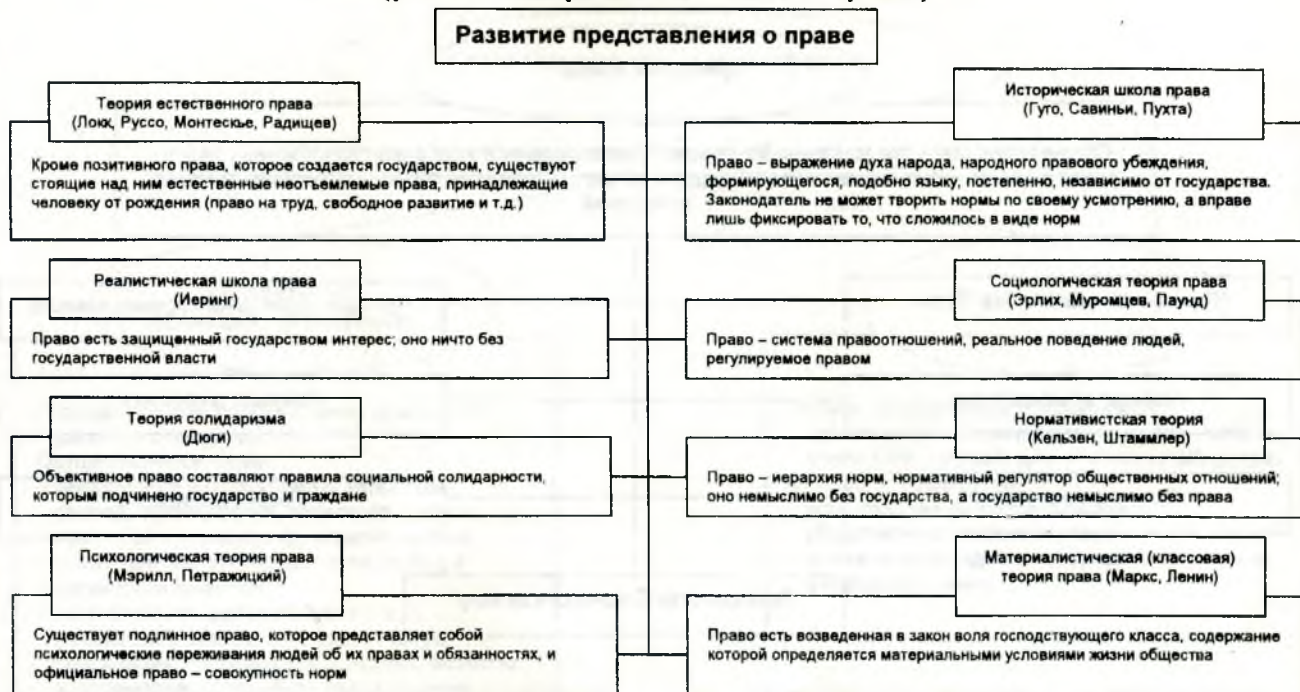 Развитие представления о праве
Теория естественного права
(Локк, Руссо, Монтескье, Радищев)
Кроме позитивного права, которое создается государством, существуют
стоящие над ним естественные неотъемлемые права, принадлежащие
человеку от рождения (право на труд, свободное развитие и т.д.)
Историческая школа права
(Гуго, Савиньи, Пухта)
Право – выражение духа народа, народного правового убеждения,
формирующегося, подобно языку, постепенно, независимо от государства.
Законодатель не может творить нормы по своему усмотрению, а вправе
лишь фиксировать то, что сложилось в виде норм
Реалистическая школа права
(Иеринг)
Право есть защищенный государством интерес; оно ничто без
государственной власти
Социологическая теория права
(Эрлих, Муромцев, Паунд)
Право – система правоотношений, реальное поведение людей,
регулируемое правом
Теория солидаризма
(Дюги)
Объективное право составляют правила социальной солидарности,
которым подчинено государство и граждане
Нормативистская теория
(Кельзен, Штаммлер)
Право – иерархия норм, нормативный регулятор общественных отношений;
оно немыслимо без государства, а государство немыслимо без права
Психологическая теория права
(Мэрилл, Петражицкий)
Существует подлинное право, которое представляет собой
психологические переживания людей об их правах и обязанностях, и
официальное право – совокупность норм
Материалистическая (классовая)
теория права (Маркс, Ленин)
Право есть возведенная в закон воля господствующего класса, содержание
которой определяется материальными условиями жизни общества